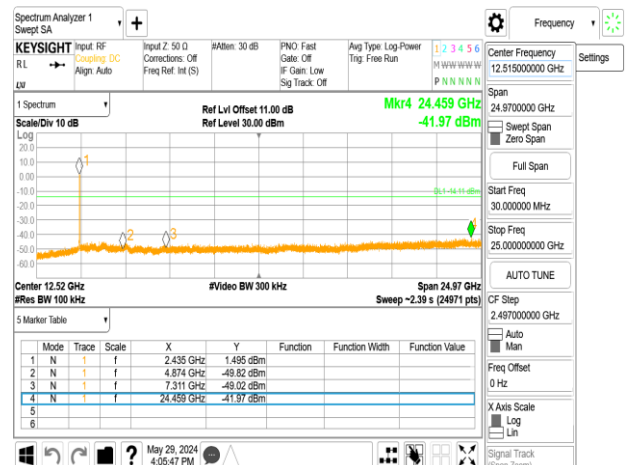 Spectrum Analyzer 1
Swept SA
Frequency
KEYSIGHT Input: RF Input Z: 50 Ω #Atten: 30 dB PNO: Fast Avg Type: Log-Power 1 2 3 4 5 6
RL Coupling: DC Corrections: Off Gate: Off Trig: Free Run M W W W W W
Align: Auto Freq Ref: Int (S) IF Gain: Low
Sig Track: Off P N N N N N
LXI
Center Frequency
12.515000000 GHz
Settings
Span
24.9700000 GHz
Swept Span
Zero Span
Full Span
Start Freq
30.000000 MHz
Stop Freq
25.000000000 GHz
AUTO TUNE
CF Step
2.497000000 GHz
Auto
Man
Freq Offset
0 Hz
X Axis Scale
Log
Lin
Signal Track
(Span Zoom)
1 Spectrum
Ref Lvl Offset 11.00 dB Mkr4 24.459 GHz
Scale/Div 10 dB Ref Level 30.00 dBm -41.97 dBm
Log
20.0
10.0
0.00
-10.0
-20.0
-30.0
-40.0
-50.0
-60.0
1
2
3
4
DL1 -14.11 dBm
Center 12.52 GHz #Video BW 300 kHz Span 24.97 GHz
#Res BW 100 kHz Sweep ~2.39 s (24971 pts)
5 Marker Table
Mode Trace Scale X Y Function Function Width Function Value
1 N 1 f 2.435 GHz 1.495 dBm
2 N 1 f 4.874 GHz -49.82 dBm
3 N 1 f 7.311 GHz -49.02 dBm
4 N 1 f 24.459 GHz -41.97 dBm
5
6
?
May 29, 2024
4:05:47 PM